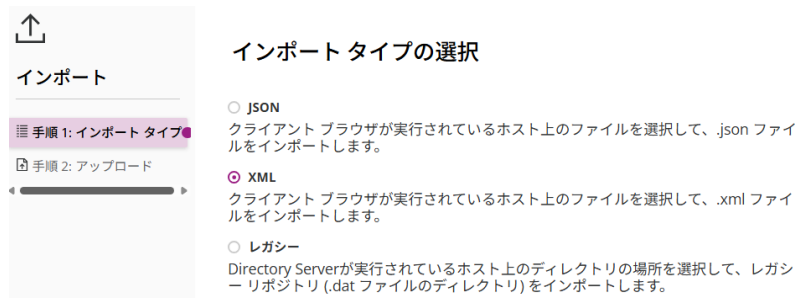 インポート
手順 1: インポート タイプ
手順 2: アップロード
インポート タイプの選択
JSON
クライアント ブラウザが実行されているホスト上のファイルを選択して、.json ファイ
ルをインポートします。
XML
クライアント ブラウザが実行されているホスト上のファイルを選択して、.xml ファイ
ルをインポートします。
レガシー
Directory Serverが実行されているホスト上のディレクトリの場所を選択して、レガシ
ー リポジトリ (.dat ファイルのディレクトリ) をインポートします。